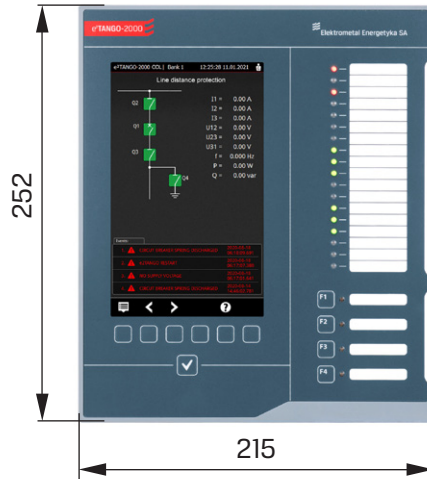 e²TANGO-2000
Elektrometal Energetyka SA
e²TANGO-2000 CDL| Bank 1 12:25:28 11.01.2021
Line distance protection
Q2
Q1
Q3
Q4
I1 = 0.00 A
I2 = 0.00 A
I3 = 0.00 A
U12 = 0.00 V
U23 = 0.00 V
U31 = 0.00 V
f = 0.000 Hz
P = 0.00 W
Q = 0.00 var
F1
F2
F3
F4
252
215